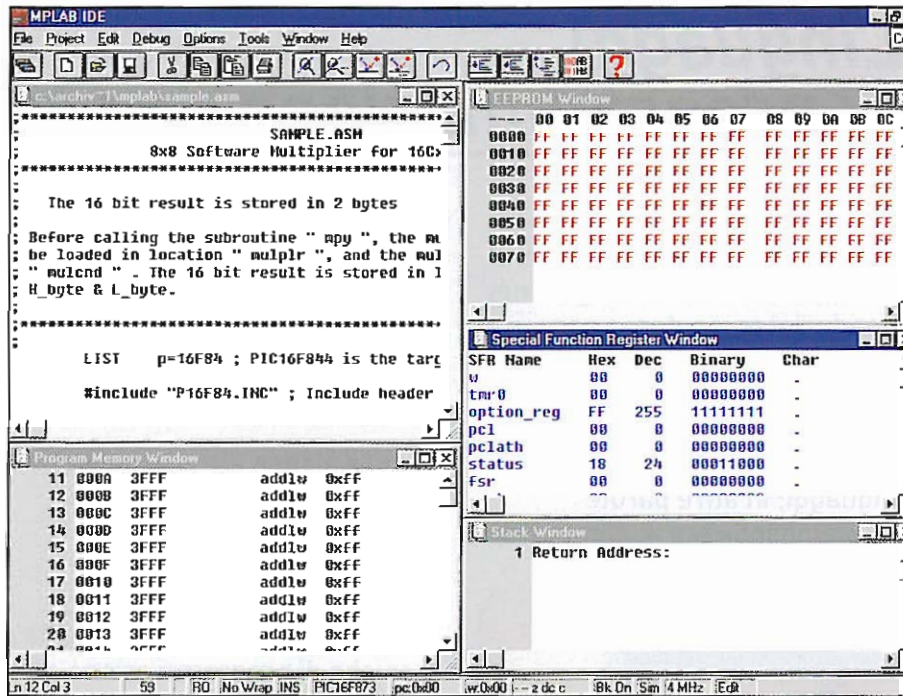 MPLAB IDE
File Project Edit Debug Options Tools Window Help
c:\archiv~1\mplab\sample.asm
;*******************************************
; SAMPLE.ASM
; 8x8 Software Multiplier for 16C
;*******************************************
;
; The 16 bit result is stored in 2 bytes
;
; Before calling the subroutine " mpy ", the
; be loaded in location " mulplr ", and the mul
; " mulcnd " . The 16 bit result is stored in
; H_byte & L_byte.
;
;*******************************************
;
LIST p=16F84 ; PIC16F844 is the targ
#include "P16F84.INC" ; Include header
EEPROM Window
---- 00 01 02 03 04 05 06 07 08 09 0A 0B 0C
0000 FF FF FF FF FF FF FF FF FF FF FF FF FF
0010 FF FF FF FF FF FF FF FF FF FF FF FF FF
0020 FF FF FF FF FF FF FF FF FF FF FF FF FF
0030 FF FF FF FF FF FF FF FF FF FF FF FF FF
0040 FF FF FF FF FF FF FF FF FF FF FF FF FF
0050 FF FF FF FF FF FF FF FF FF FF FF FF FF
0060 FF FF FF FF FF FF FF FF FF FF FF FF FF
0070 FF FF FF FF FF FF FF FF FF FF FF FF FF
Special Function Register Window
SFR Name Hex Dec Binary Char
w 00 0 00000000 .
tmr0 00 0 00000000 .
option_reg FF 255 11111111 .
pcl 00 0 00000000 .
pclath 00 0 00000000 .
status 18 24 00011000 .
fsr 00 0 00000000 .
Program Memory Window
11 000A 3FFF addlw 0xff
12 000B 3FFF addlw 0xff
13 000C 3FFF addlw 0xff
14 000D 3FFF addlw 0xff
15 000E 3FFF addlw 0xff
16 000F 3FFF addlw 0xff
17 0010 3FFF addlw 0xff
18 0011 3FFF addlw 0xff
19 0012 3FFF addlw 0xff
20 0013 3FFF addlw 0xff
Stack Window
1 Return Address:
Ln 12 Col 3 59 RO No Wrap INS PIC16F873 pc:0x00 w:0x00 -- z dc c Bk On Sim 4 MHz Edit